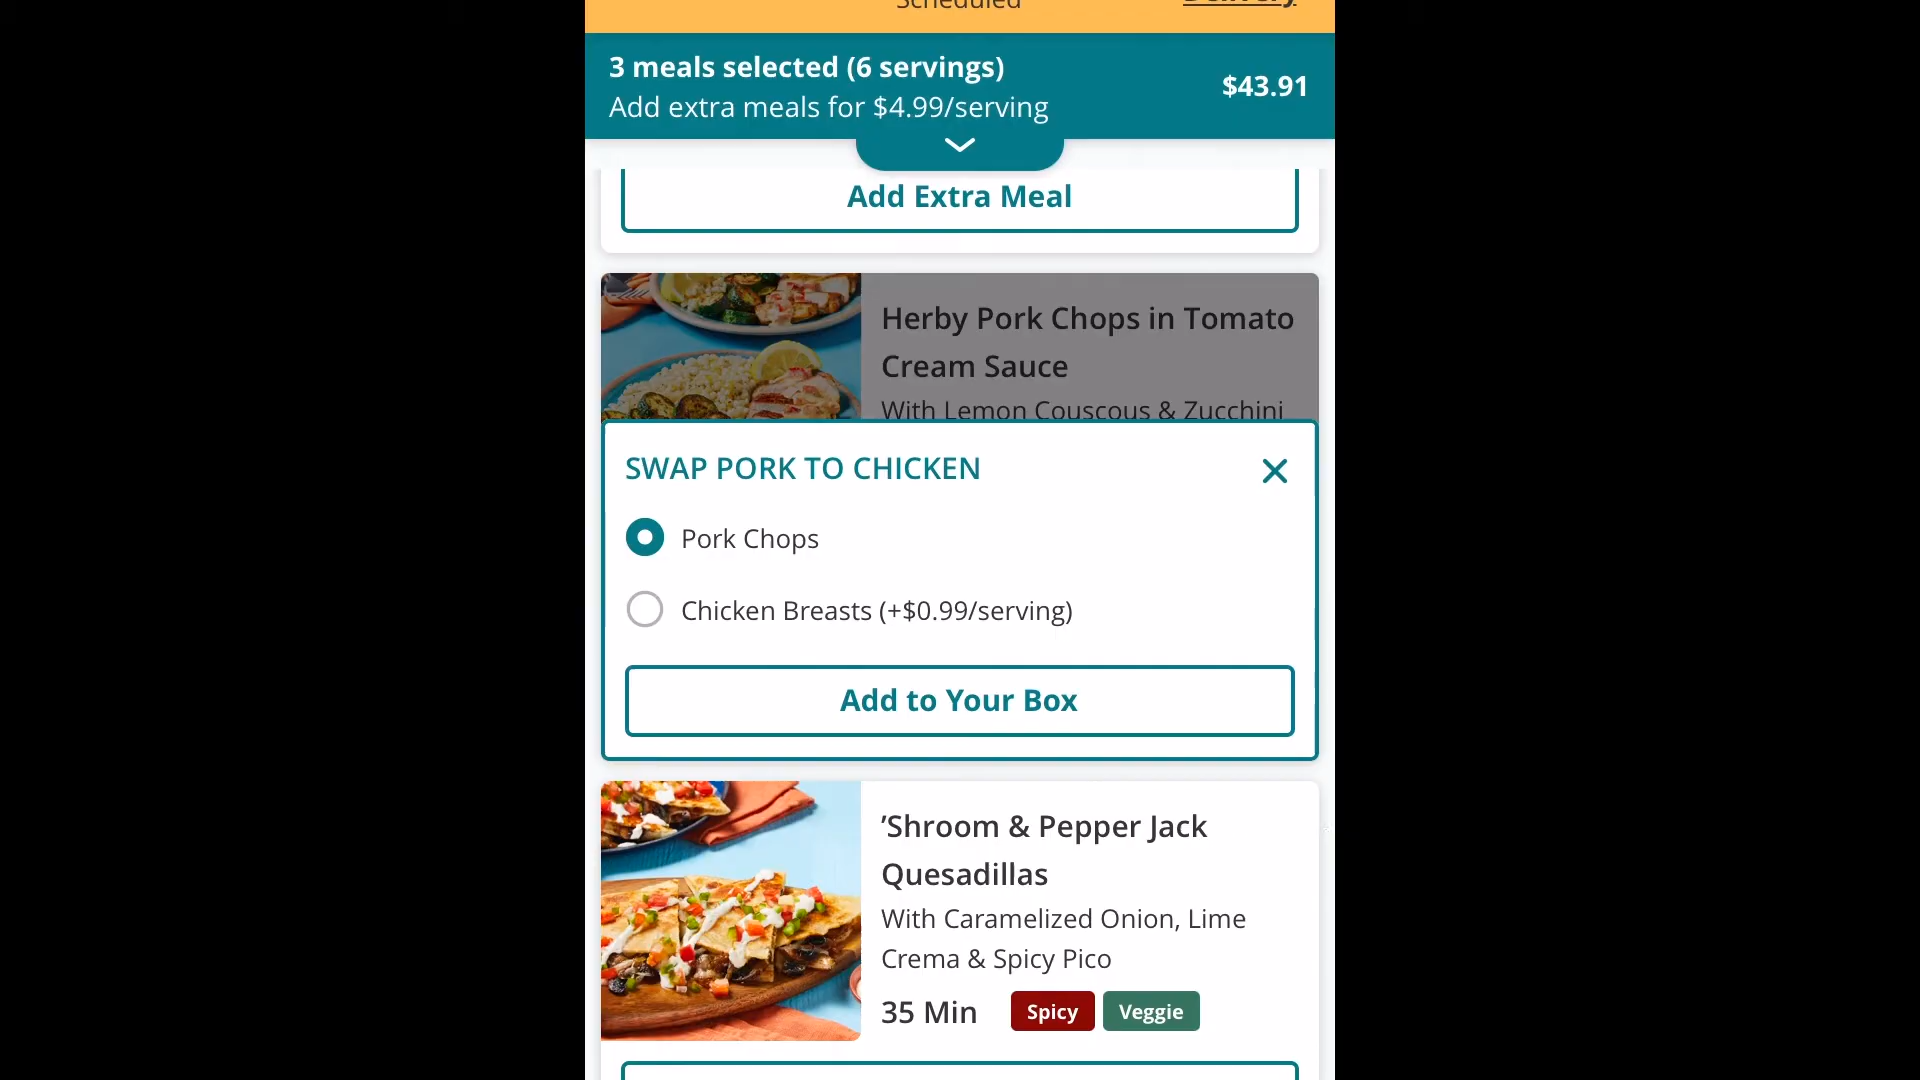 Scheduled
Delivery
3 meals selected (6 servings)
$43.91
Add extra meals for $4.99/serving
Add Extra Meal
Herby Pork Chops in Tomato
Cream Sauce
With Lemon Couscous & Zucchini
SWAP PORK TO CHICKEN
Pork Chops
Chicken Breasts (+$0.99/serving)
Add to Your Box
’Shroom & Pepper Jack
Quesadillas
With Caramelized Onion, Lime
Crema & Spicy Pico
35 Min
Spicy
Veggie